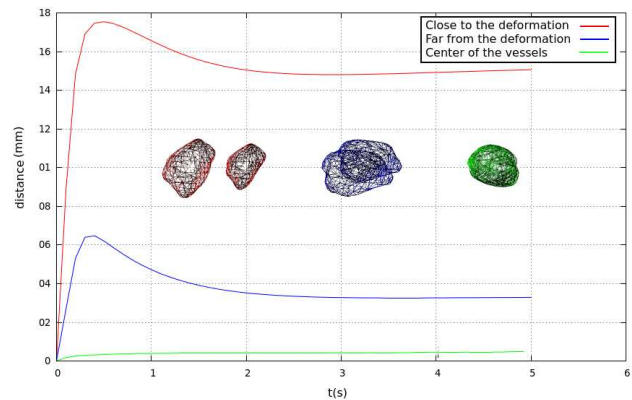 18
16
14
12
01
08
06
04
02
0
distance (mm)
Close to the deformation
Far from the deformation
Center of the vessels
0 1 2 3 4 5 6
t(s)